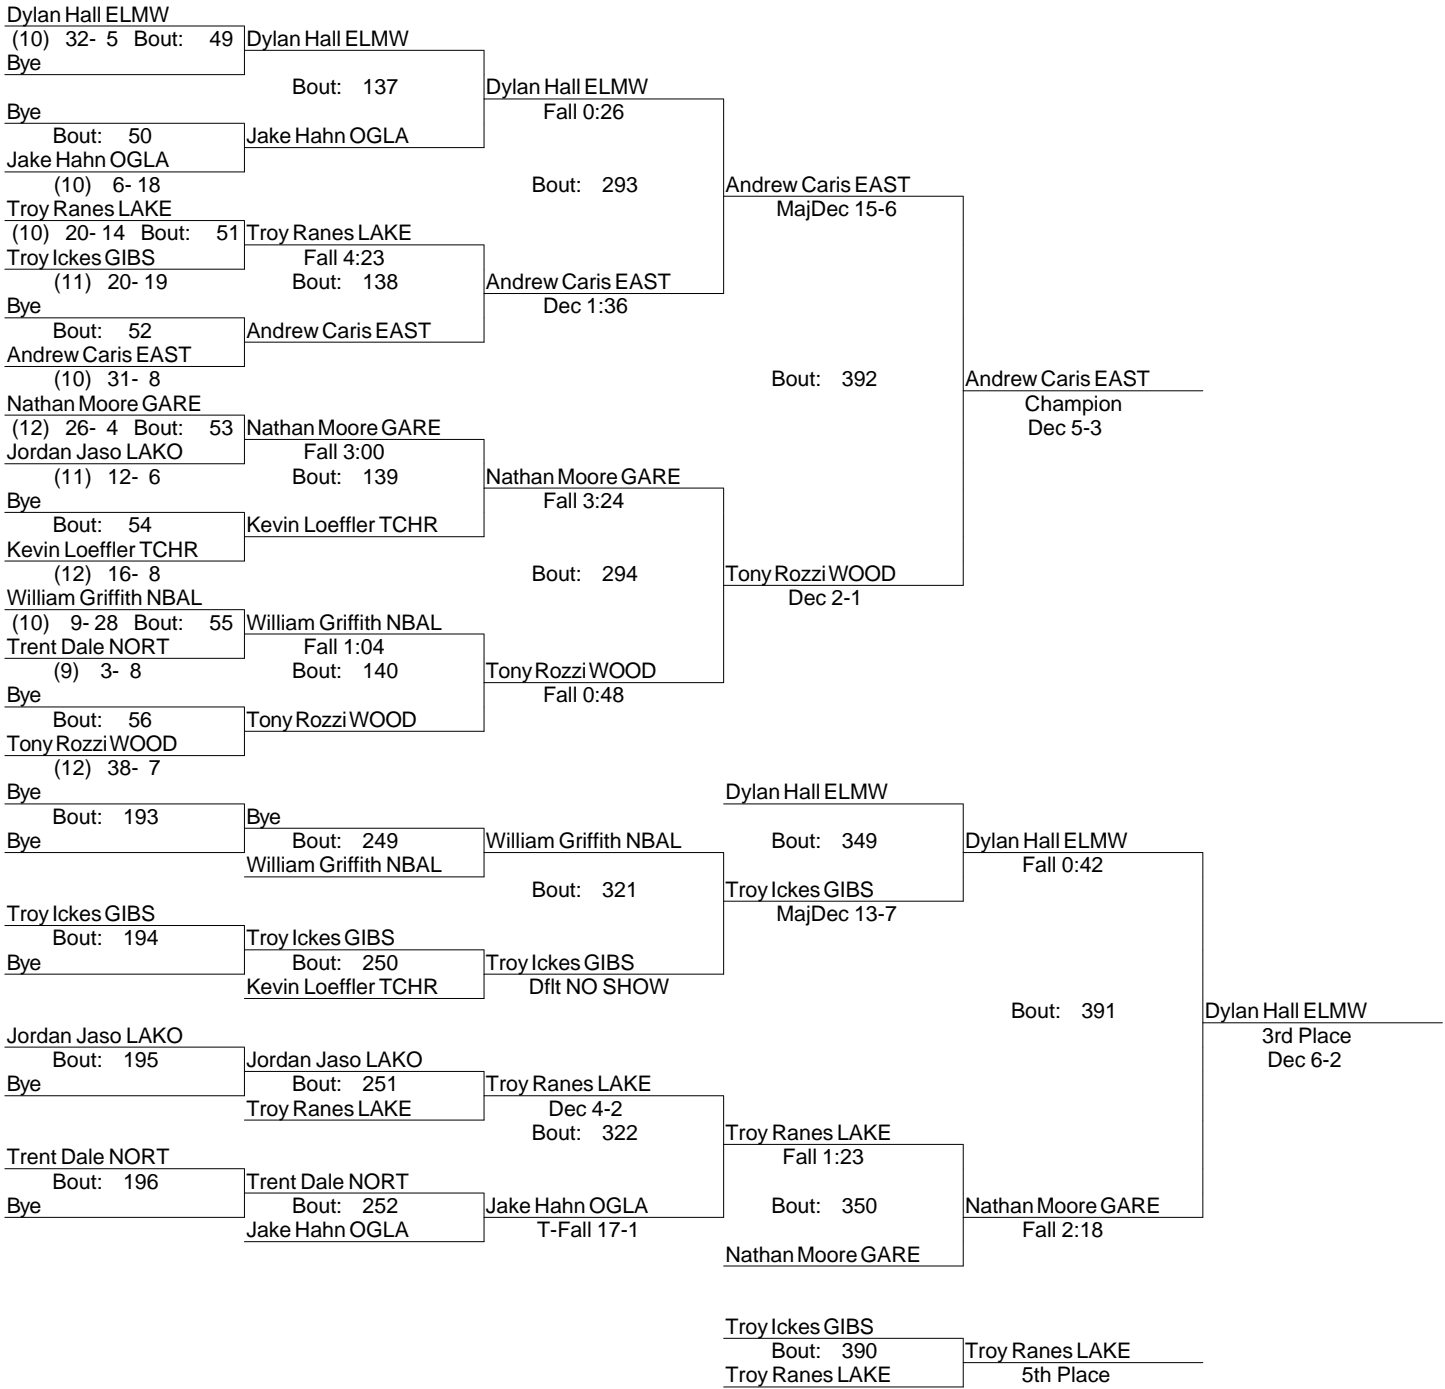 Dylan Hall ELMW
(10) 32- 5 Bout: 49 Dylan Hall ELMW
Bye
Bout: 137 Dylan Hall ELMW
Bye Fall 0:26
Bout: 50 Jake Hahn OGLA
Jake Hahn OGLA
(10) 6- 18 Bout: 293 Andrew Caris EAST
Troy Ranes LAKE MajDec 15-6
(10) 20- 14 Bout: 51 Troy Ranes LAKE
Troy Ickes GIBS Fall 4:23
(11) 20- 19 Bout: 138 Andrew Caris EAST
Bye Dec 1:36
Bout: 52 Andrew Caris EAST
Andrew Caris EAST
(10) 31- 8 Bout: 392 Andrew Caris EAST
Nathan Moore GARE Champion
(12) 26- 4 Bout: 53 Nathan Moore GARE Dec 5-3
Jordan Jaso LAKO Fall 3:00
(11) 12- 6 Bout: 139 Nathan Moore GARE
Bye Fall 3:24
Bout: 54 Kevin Loeffler TCHR
Kevin Loeffler TCHR
(12) 16- 8 Bout: 294 Tony Rozzi WOOD
William Griffith NBAL Dec 2-1
(10) 9- 28 Bout: 55 William Griffith NBAL
Trent Dale NORT Fall 1:04
(9) 3- 8 Bout: 140 Tony Rozzi WOOD
Bye Fall 0:48
Bout: 56 Tony Rozzi WOOD
Tony Rozzi WOOD
(12) 38- 7
Bye Dylan Hall ELMW
Bout: 193 Bye
Bye Bout: 249 William Griffith NBAL Bout: 349 Dylan Hall ELMW
William Griffith NBAL Fall 0:42
Bout: 321 Troy Ickes GIBS
Troy Ickes GIBS MajDec 13-7
Bout: 194 Troy Ickes GIBS
Bye Bout: 250 Troy Ickes GIBS
Kevin Loeffler TCHR Dflt NO SHOW
Bout: 391 Dylan Hall ELMW
Jordan Jaso LAKO 3rd Place
Bout: 195 Jordan Jaso LAKO Dec 6-2
Bye Bout: 251 Troy Ranes LAKE
Troy Ranes LAKE Dec 4-2
Bout: 322 Troy Ranes LAKE
Trent Dale NORT Fall 1:23
Bout: 196 Trent Dale NORT
Bye Bout: 252 Jake Hahn OGLA Bout: 350 Nathan Moore GARE
Jake Hahn OGLA T-Fall 17-1 Fall 2:18
Nathan Moore GARE
Troy Ickes GIBS
Bout: 390 Troy Ranes LAKE
Troy Ranes LAKE 5th Place